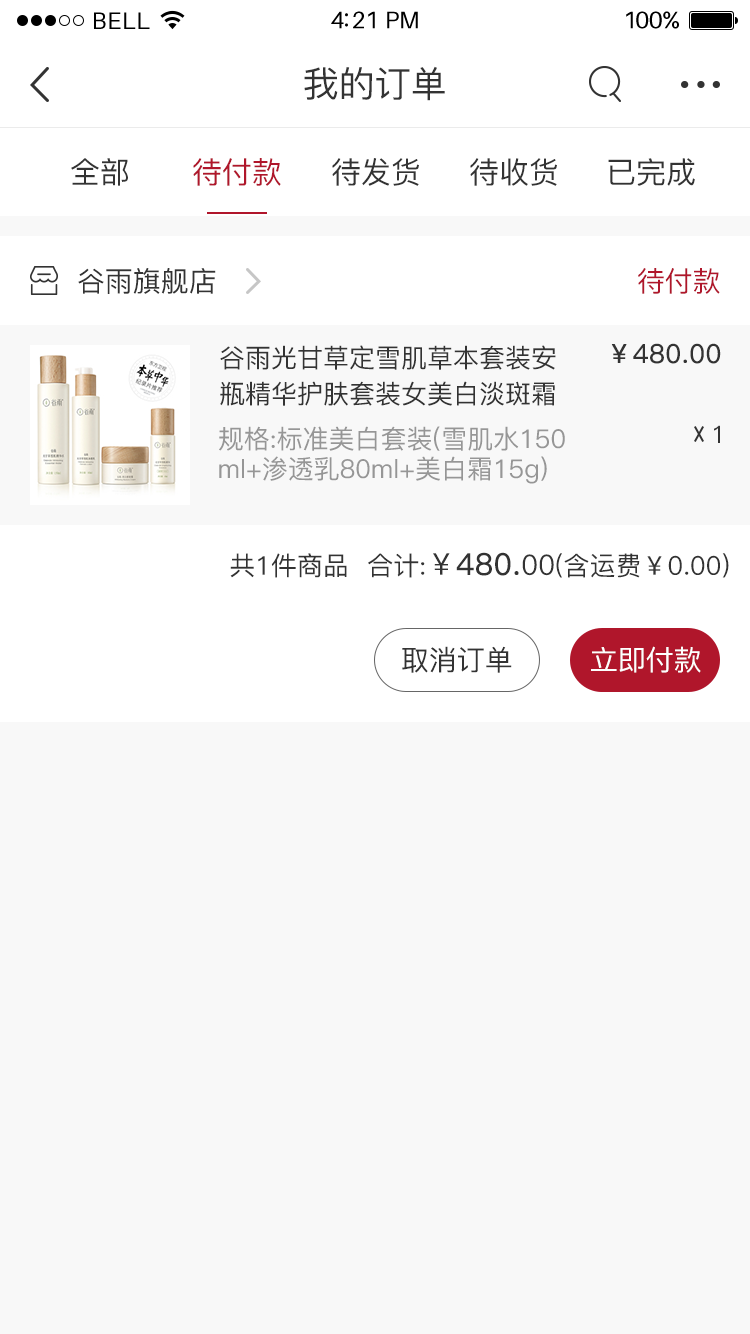 BELL 4:21 PM 100%
我的订单
全部 待付款 待发货 待收货 已完成
谷雨旗舰店 待付款
谷雨光甘草定雪肌草本套装安 ¥480.00
瓶精华护肤套装女美白淡斑霜
规格:标准美白套装(雪肌水150 X 1
ml+渗透乳80ml+美白霜15g)
本草中华
共1件商品 合计:¥480.00(含运费¥0.00)
取消订单 立即付款